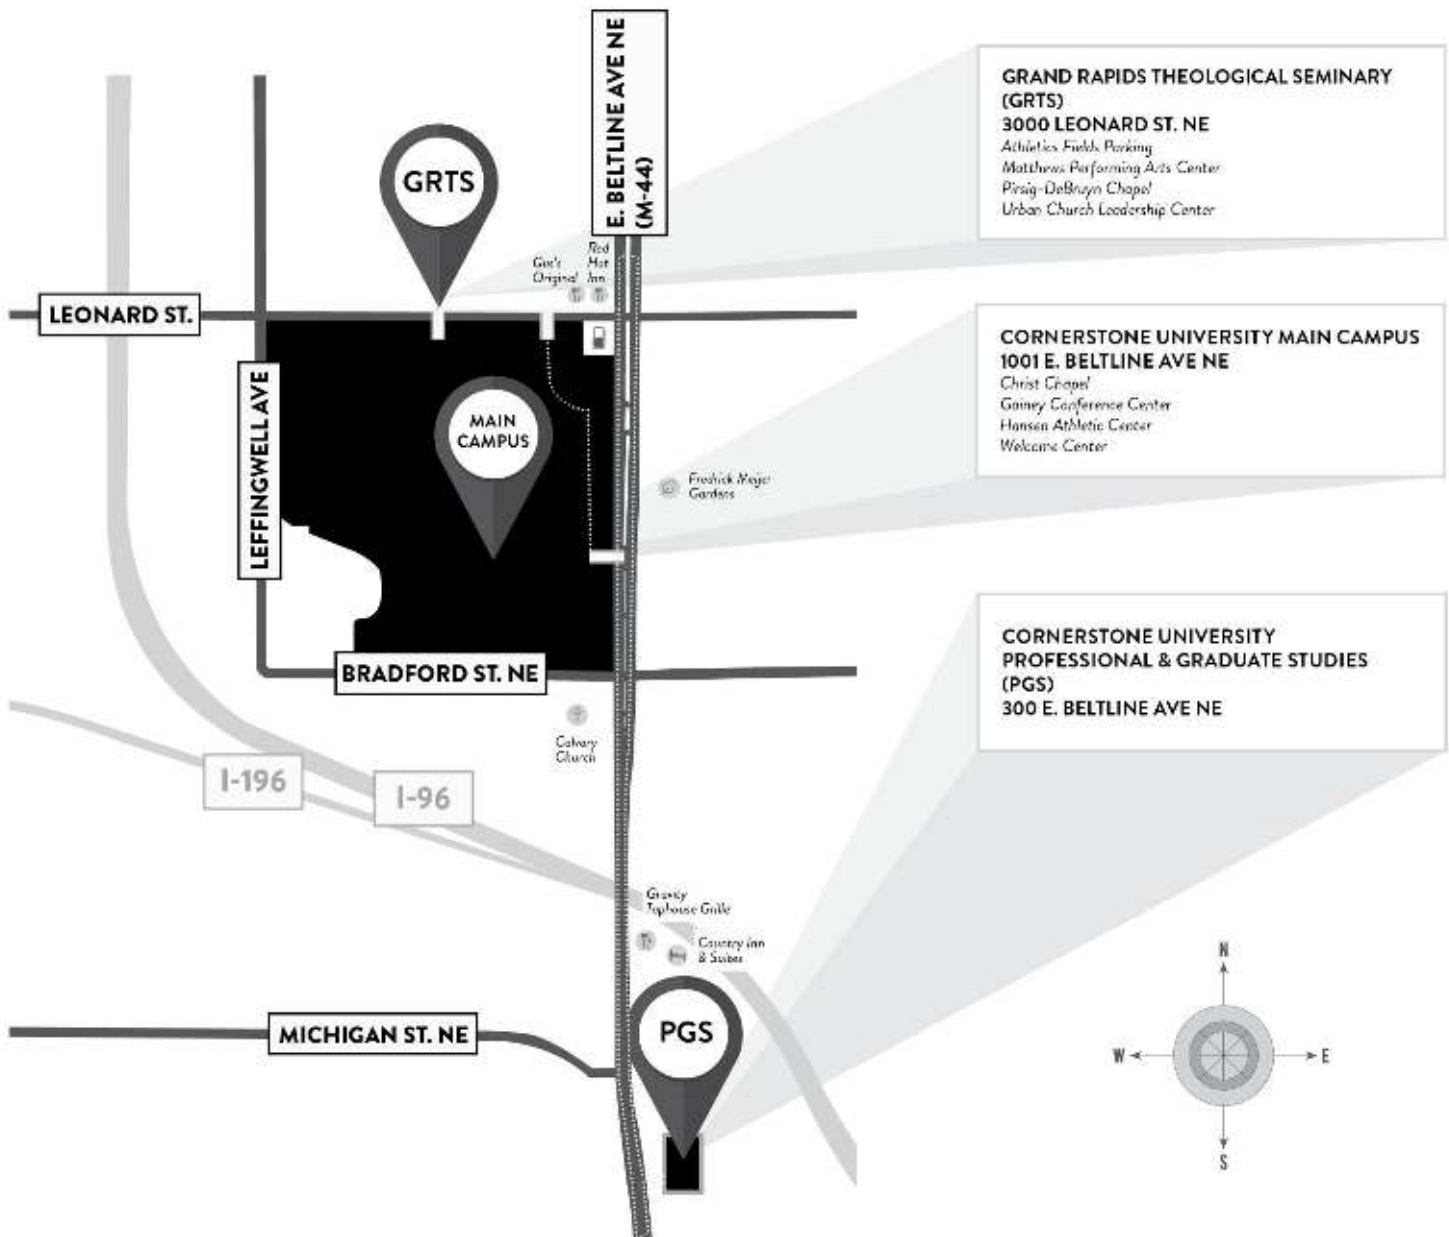 E. BELTLINE AVE NE
(M-44)
GRTS
Gus's
Original
Red
Hot
Inn
LEONARD ST.
LEFFINGWELL AVE
MAIN
CAMPUS
Fredrick Meijer
Gardens
BRADFORD ST. NE
Calvary
Church
I-196
I-96
Gravity
Taphouse Grille
Country Inn
& Suites
MICHIGAN ST. NE
PGS
GRAND RAPIDS THEOLOGICAL SEMINARY
(GRTS)
3000 LEONARD ST. NE
Athletics Fields Parking
Matthews Performing Arts Center
Pirsig-DeBruyn Chapel
Urban Church Leadership Center
CORNERSTONE UNIVERSITY MAIN CAMPUS
1001 E. BELTLINE AVE NE
Christ Chapel
Gainey Conference Center
Hansen Athletic Center
Welcome Center
CORNERSTONE UNIVERSITY
PROFESSIONAL & GRADUATE STUDIES
(PGS)
300 E. BELTLINE AVE NE
N
W
E
S